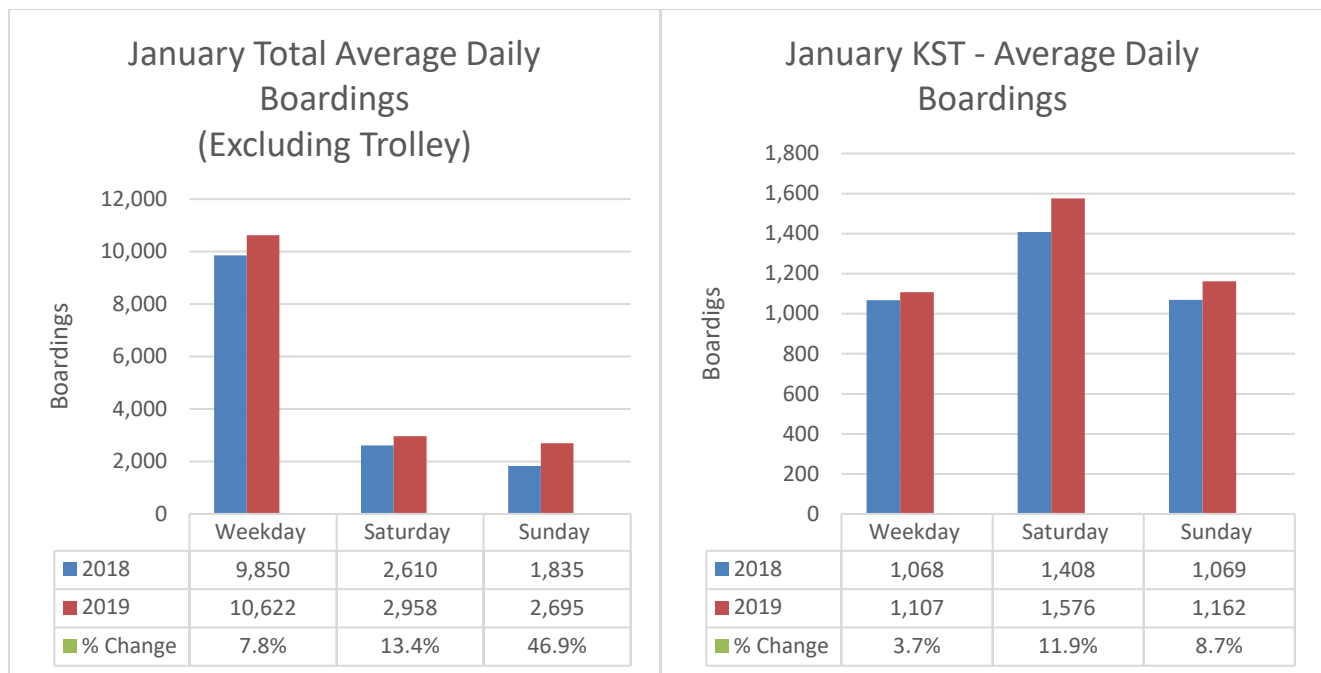 January Total Average Daily
Boardings
(Excluding Trolley)
12,000
10,000
8,000
6,000
4,000
2,000
0
Boardings
Weekday Saturday Sunday
2018 9,850 2,610 1,835
2019 10,622 2,958 2,695
% Change 7.8% 13.4% 46.9%
January KST - Average Daily
Boardings
1,800
1,600
1,400
1,200
1,000
800
600
400
200
0
Boardigs
Weekday Saturday Sunday
2018 1,068 1,408 1,069
2019 1,107 1,576 1,162
% Change 3.7% 11.9% 8.7%